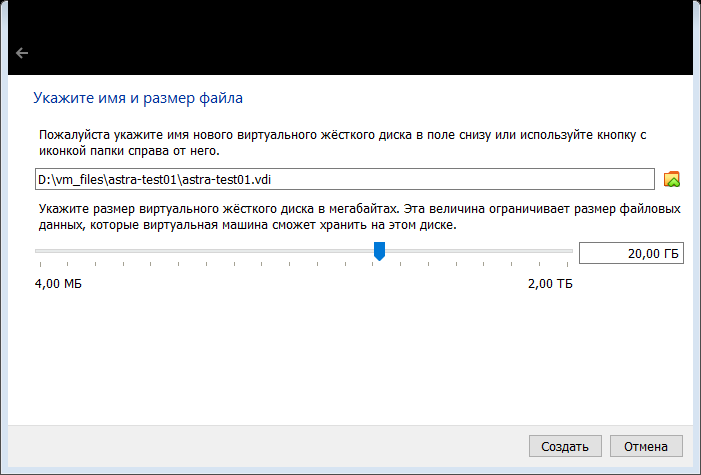 Укажите имя и размер файла
Пожалуйста укажите имя нового виртуального жёсткого диска в поле снизу или используйте кнопку с
иконкой папки справа от него.
D:\vm_files\astra-test01\astra-test01.vdi
Укажите размер виртуального жёсткого диска в мегабайтах. Эта величина ограничивает размер файловых
данных, которые виртуальная машина сможет хранить на этом диске.
20,00 ГБ
4,00 МБ 2,00 ТБ
Создать Отмена